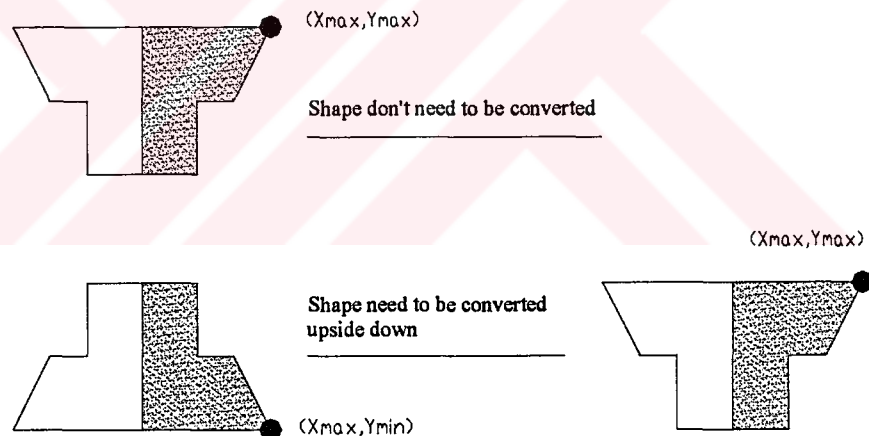 (Xmax,Ymax)
Shape don't need to be converted
(Xmax,Ymax)
Shape need to be converted
upside down
(Xmax,Ymin)